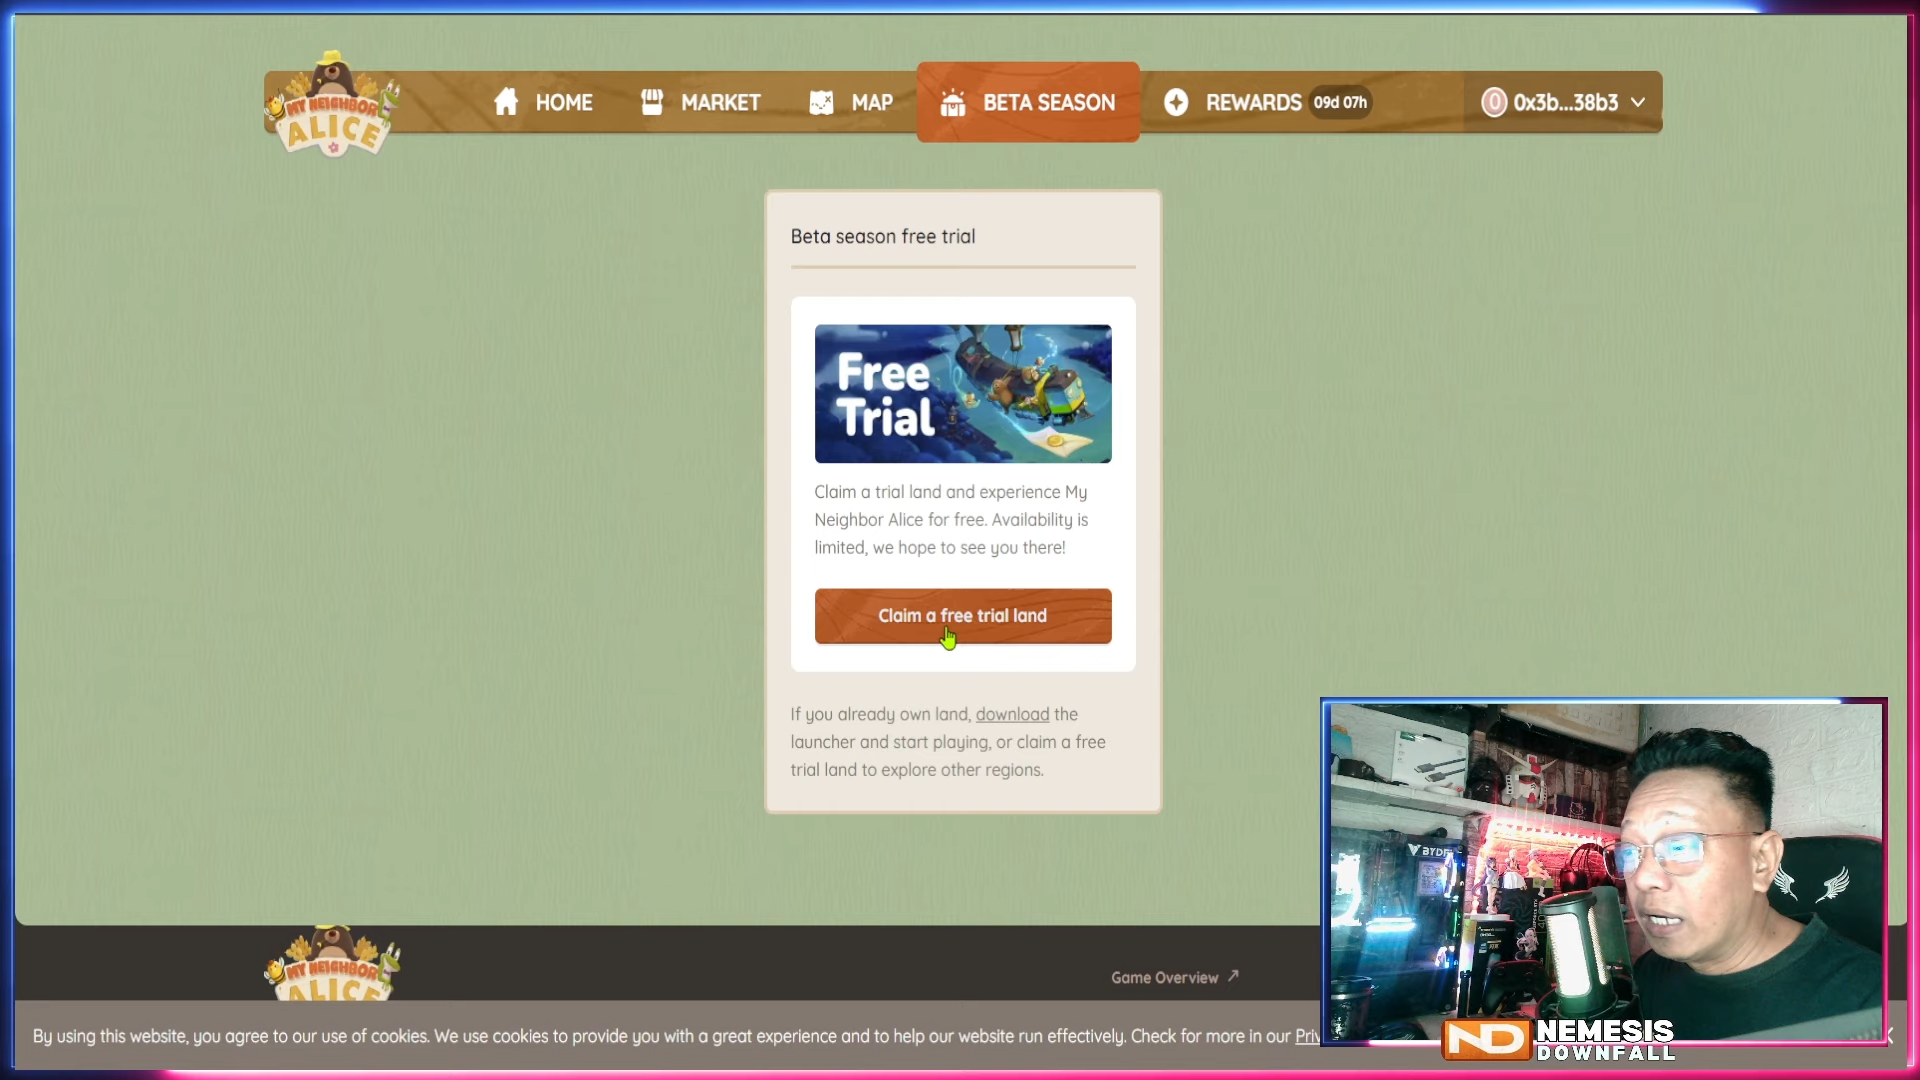 MY NEIGHBOR
ALICE
HOME
MARKET
MAP
BETA SEASON
REWARDS 09d 07h
0x3b...38b3
Beta season free trial
Free
Trial
Claim a trial land and experience My
Neighbor Alice for free. Availability is
limited, we hope to see you there!
Claim a free trial land
If you already own land, download the
launcher and start playing, or claim a free
trial land to explore other regions.
BYDFi
MY NEIGHBOR
ALICE
Game Overview
By using this website, you agree to our use of cookies. We use cookies to provide you with a great experience and to help our website run effectively. Check for more in our Priv
ND NEMESIS
DOWNFALL